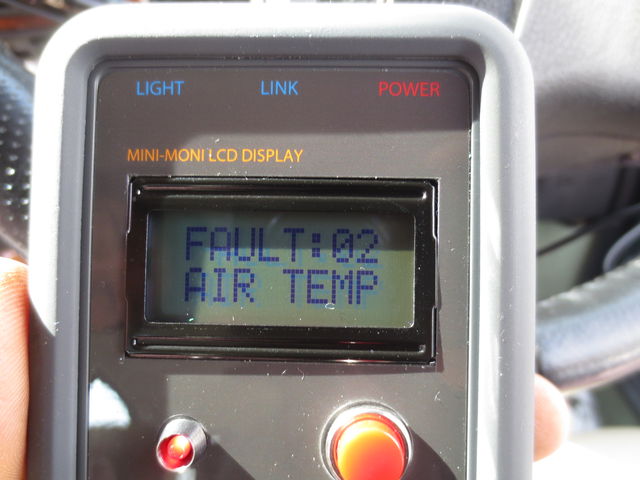 LIGHT LINK POWER
MINI-MONI LCD DISPLAY
FAULT:02
AIR TEMP